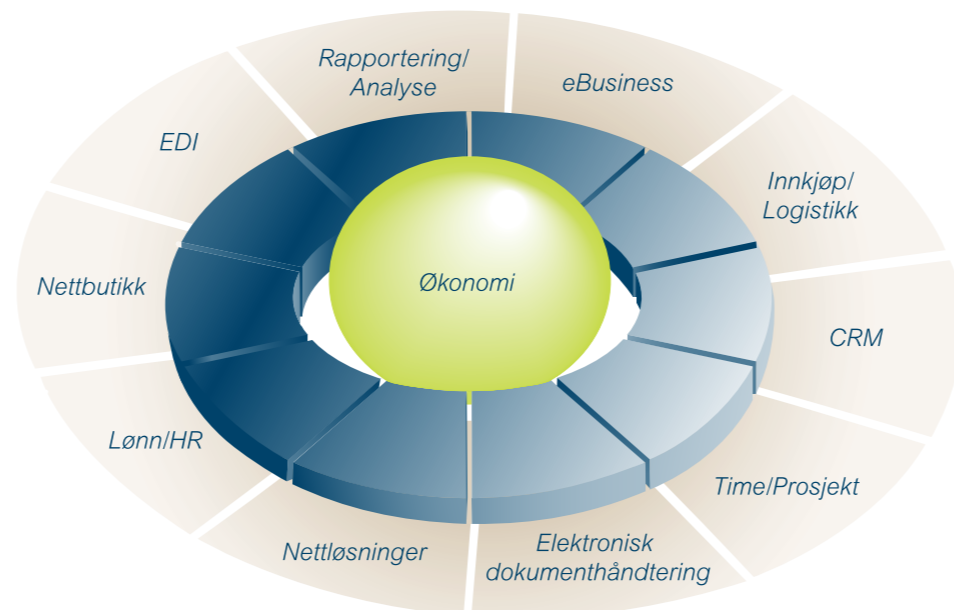 Rapportering/
Analyse
eBusiness
EDI
Innkjøp/
Logistikk
Nettbutikk
Økonomi
CRM
Lønn/HR
Time/Prosjekt
Nettløsninger
Elektronisk
dokumenthåndtering